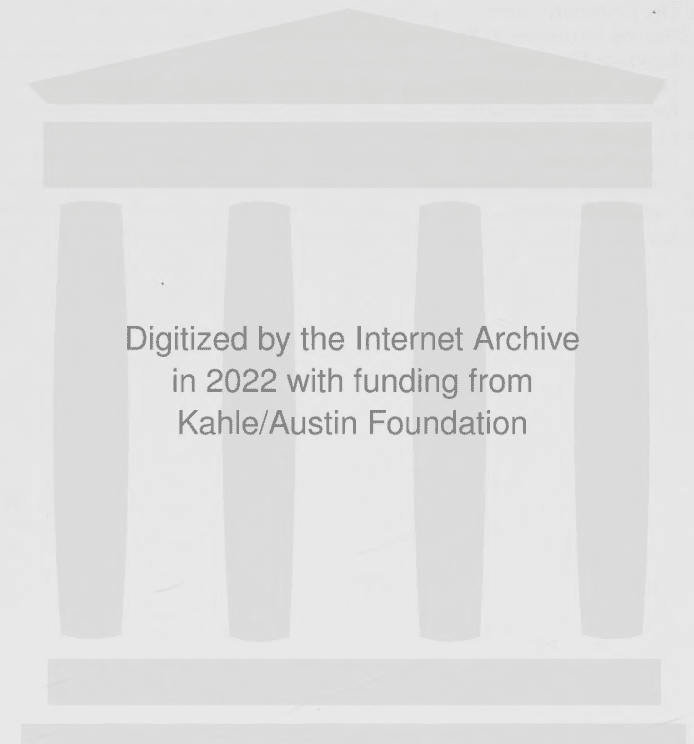 Digitized by the Internet Archive
in 2022 with funding from
Kahle/Austin Foundation